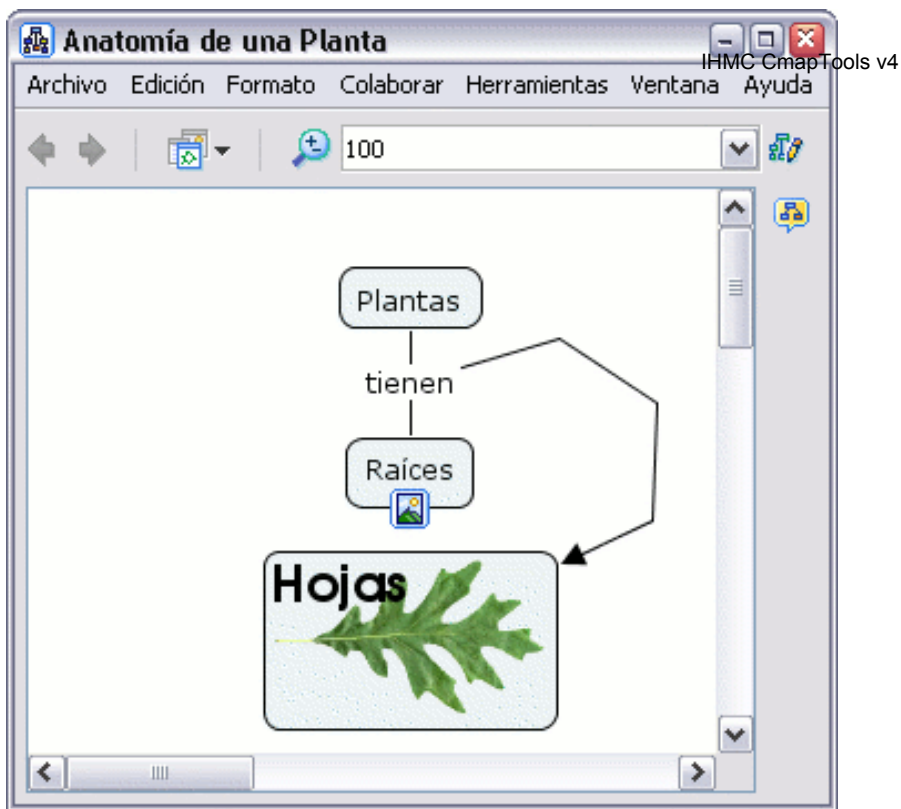 Anatomía de una Planta
IHMC CmapTools v4
Archivo Edición Formato Colaborar Herramientas Ventana Ayuda
100
Plantas
tienen
Raíces
Hojas